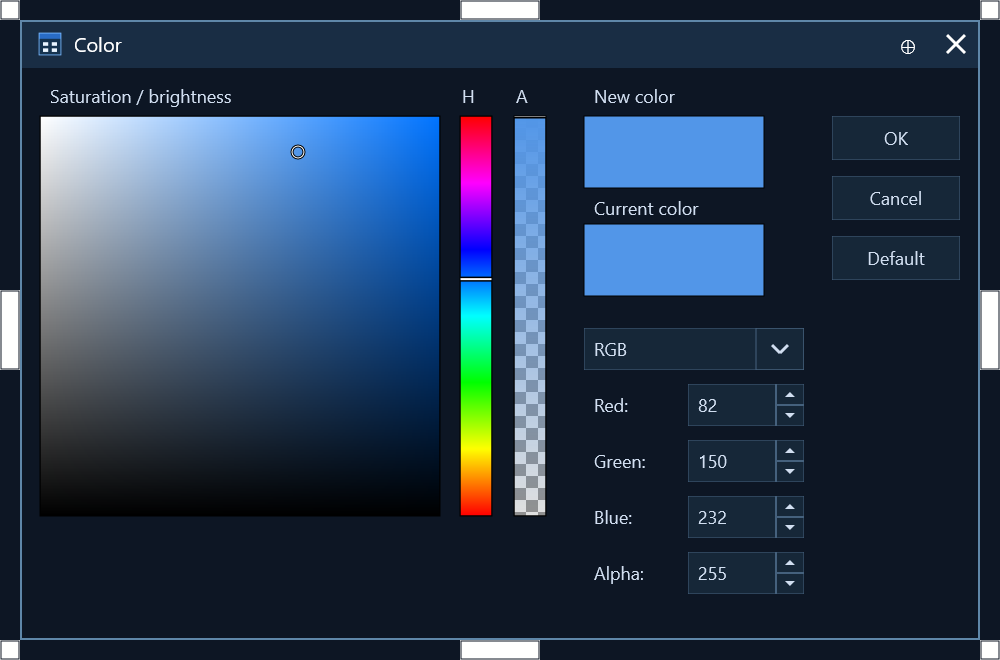 Color
Saturation / brightness
H
A
New color
OK
Cancel
Current color
Default
RGB
Red:
82
Green:
150
Blue:
232
Alpha:
255